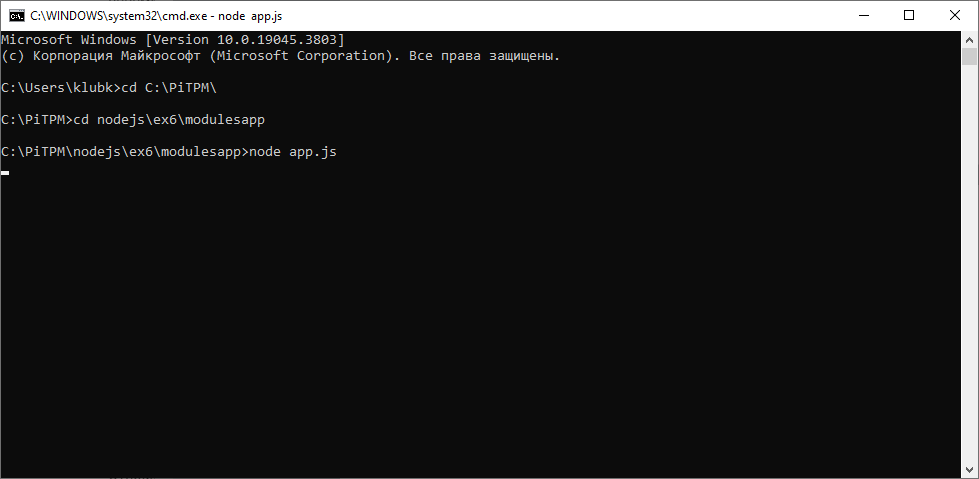 C:\WINDOWS\system32\cmd.exe - node  app.js
Microsoft Windows [Version 10.0.19045.3803]
(c) Корпорация Майкрософт (Microsoft Corporation). Все права защищены.
C:\Users\klubk>cd C:\PiTPM\
C:\PiTPM>cd nodejs\ex6\modulesapp
C:\PiTPM\nodejs\ex6\modulesapp>node app.js